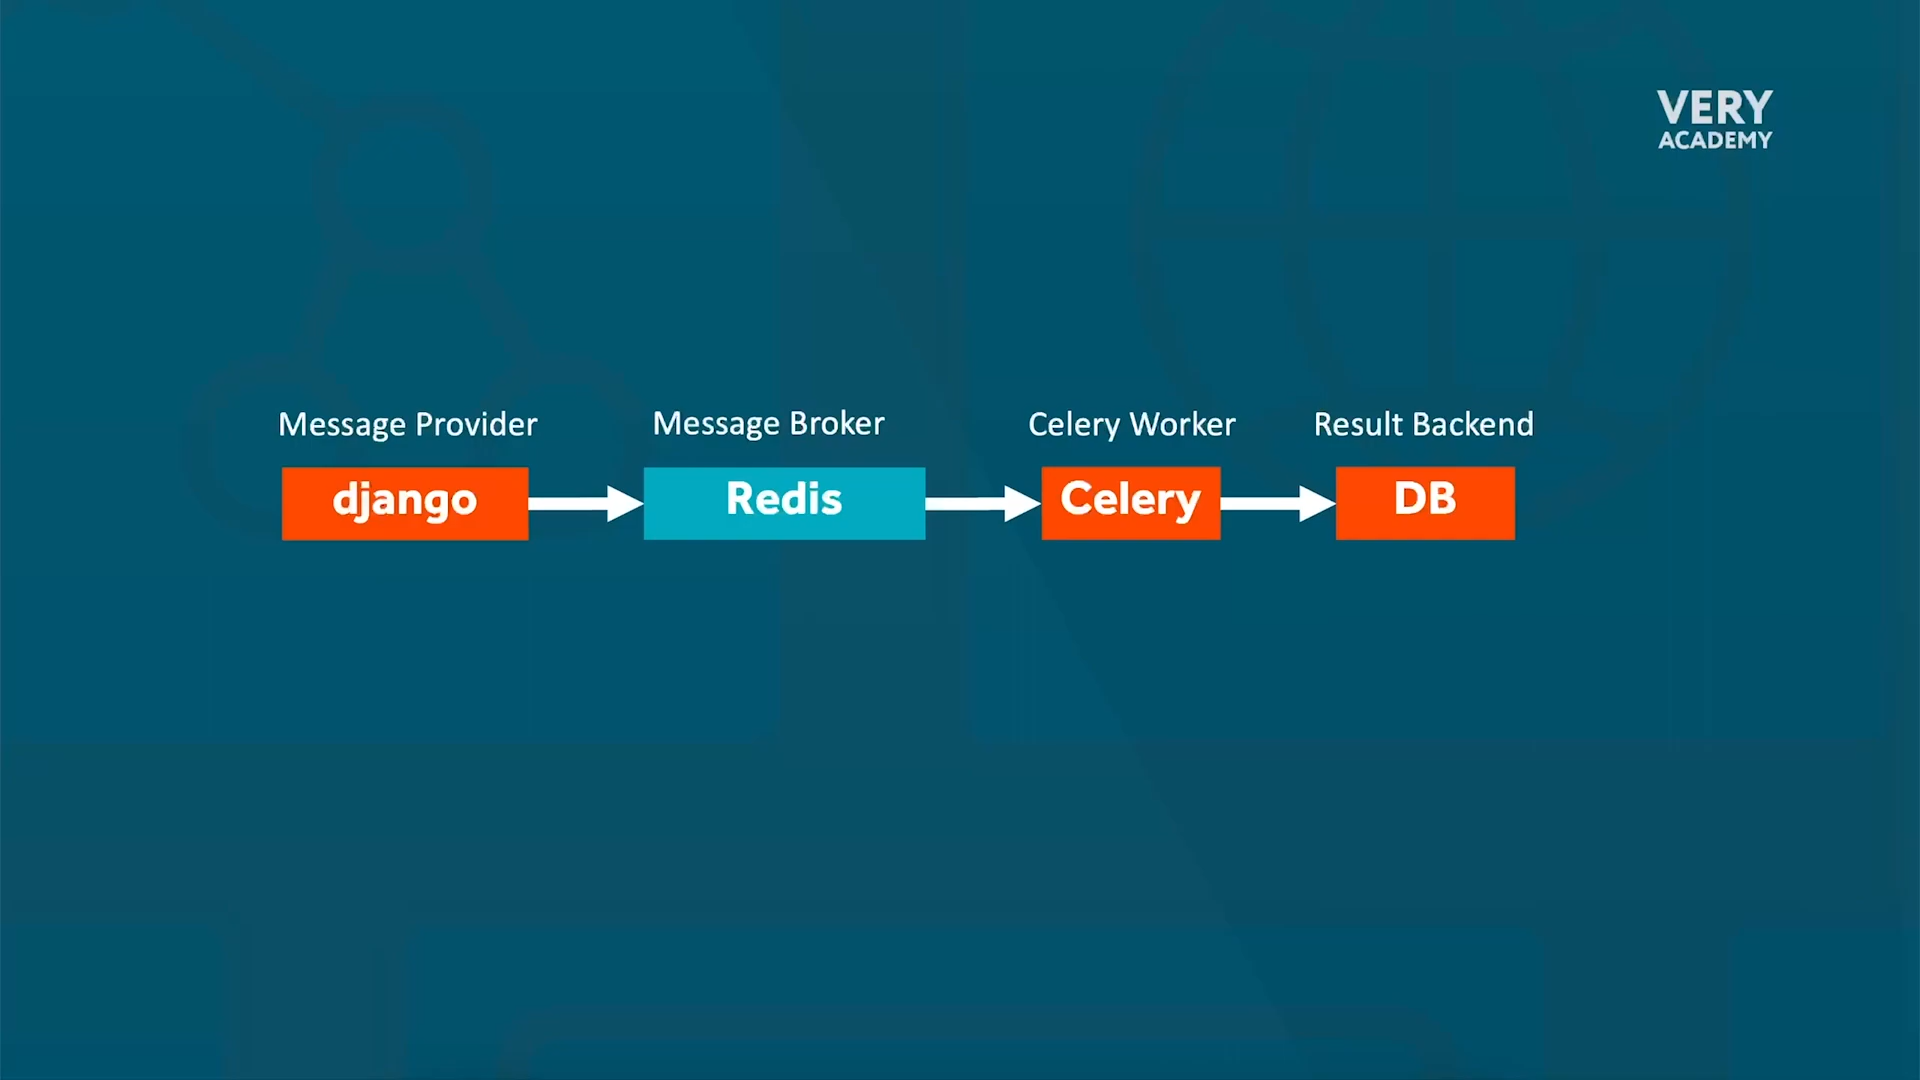 VERY
ACADEMY
Message Provider
Message Broker
Celery Worker
Result Backend
django
Redis
Celery
DB